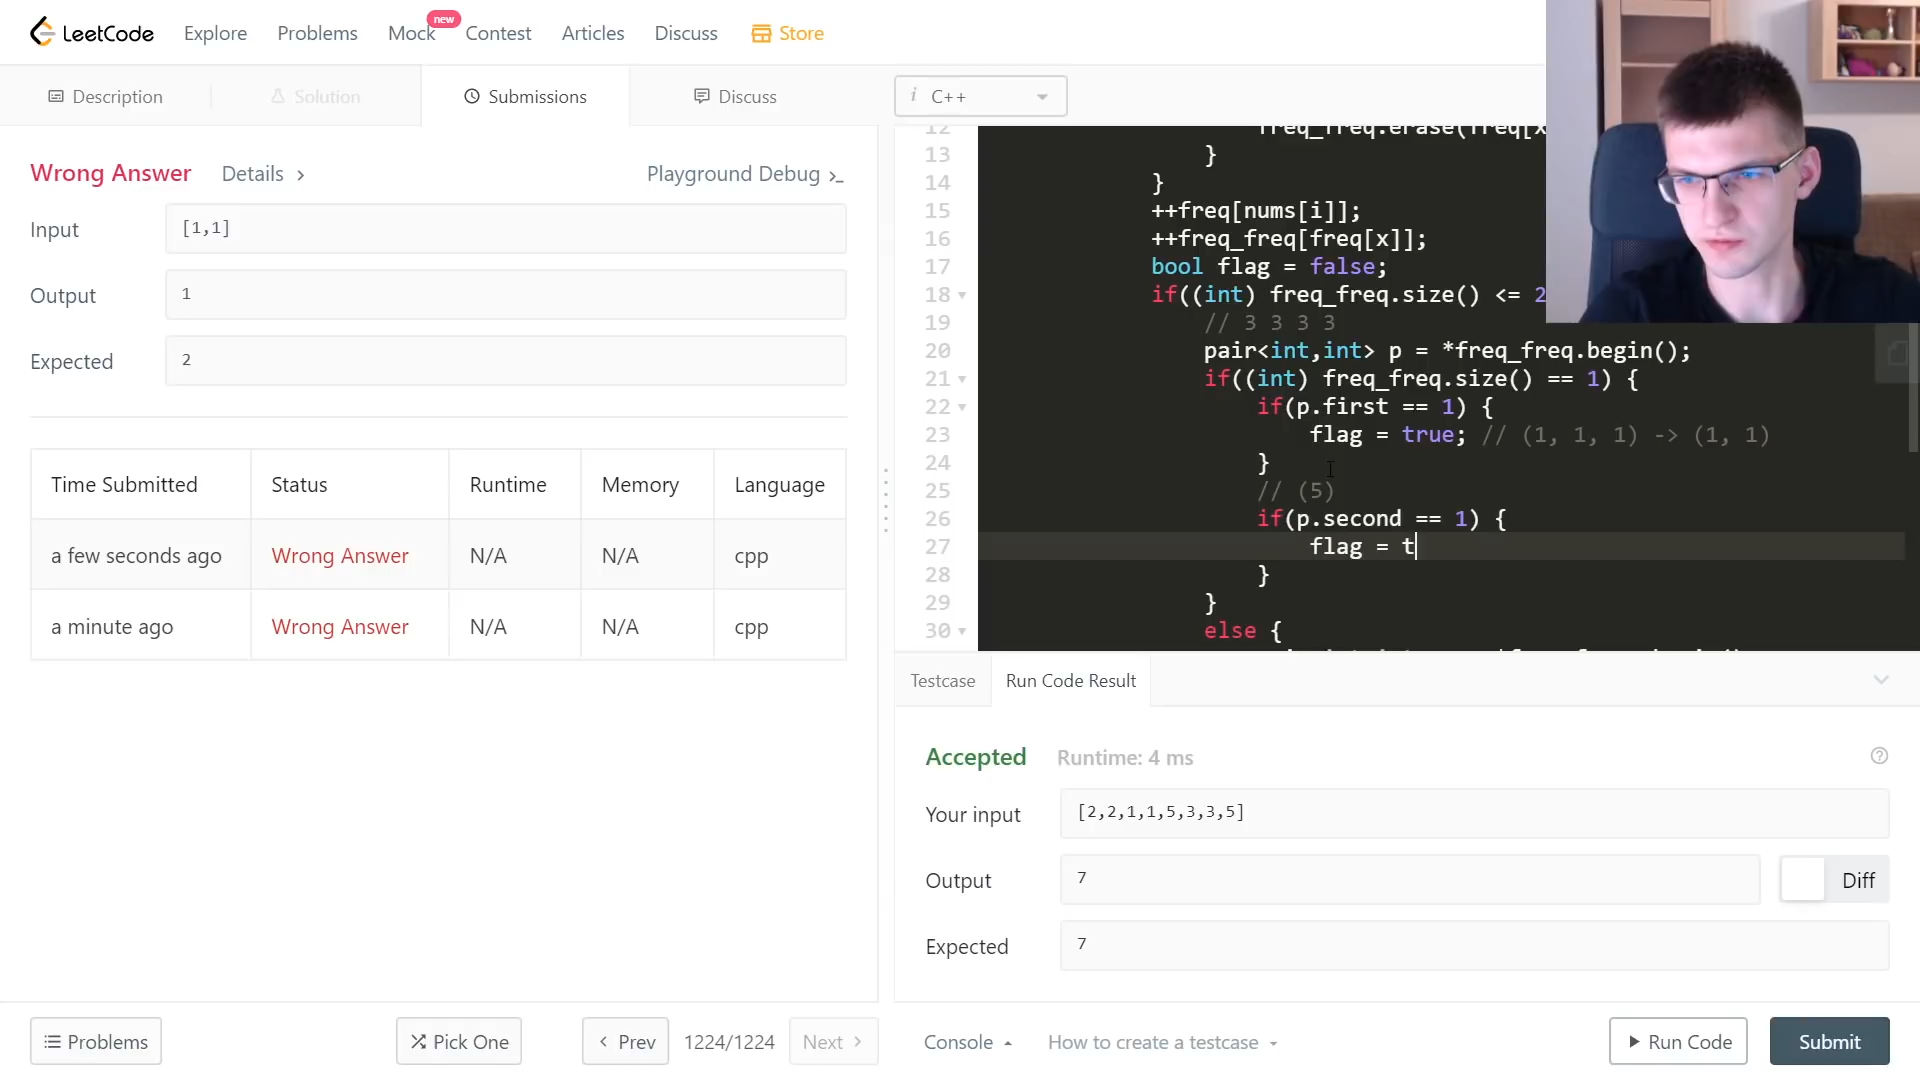 LeetCode Explore Problems Mock new Contest Articles Discuss Store
Description Solution Submissions Discuss
Wrong Answer Details > Playground Debug >_
Input [1,1]
Output 1
Expected 2
Time Submitted Status Runtime Memory Language
a few seconds ago Wrong Answer N/A N/A cpp
a minute ago Wrong Answer N/A N/A cpp
Problems Pick One < Prev 1224/1224 Next >
i C++
12 freq_freq.erase(freq[x
13 }
14 }
15 ++freq[nums[i]];
16 ++freq_freq[freq[x]];
17 bool flag = false;
18 if((int) freq_freq.size() <= 2
19 // 3 3 3 3
20 pair<int,int> p = *freq_freq.begin();
21 if((int) freq_freq.size() == 1) {
22 if(p.first == 1) {
23 flag = true; // (1, 1, 1) -> (1, 1)
24 }
25 // (5)
26 if(p.second == 1) {
27 flag = t
28 }
29 }
30 else {
Testcase Run Code Result
Accepted Runtime: 4 ms
Your input [2,2,1,1,5,3,3,5]
Output 7 Diff
Expected 7
Console How to create a testcase Run Code Submit